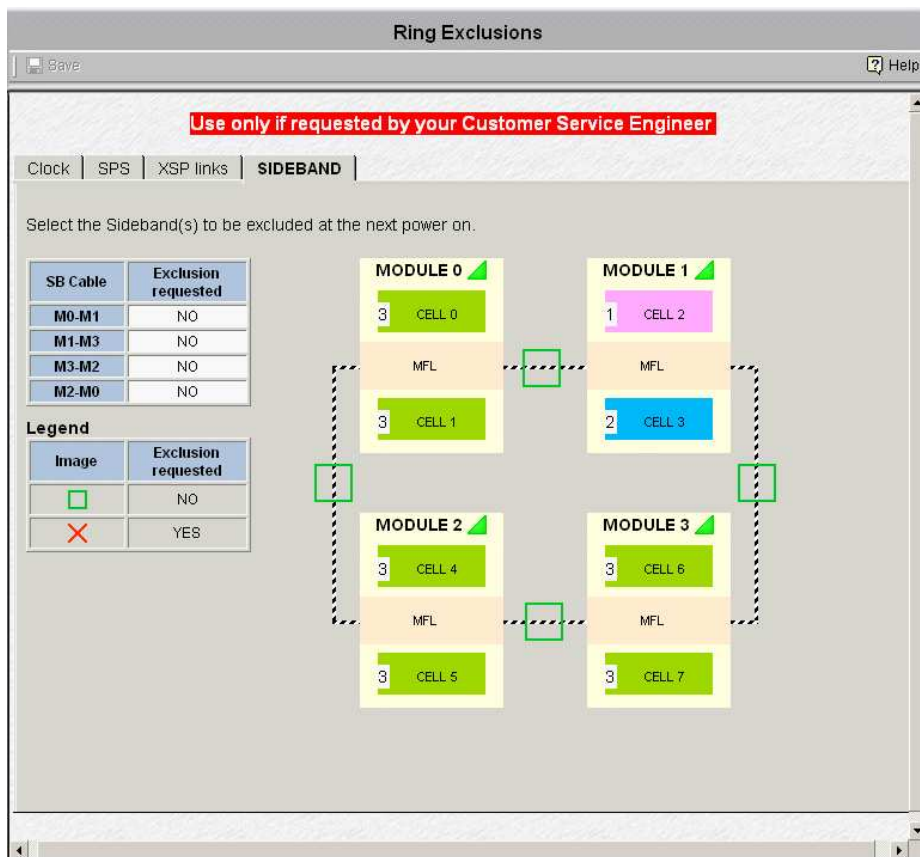 Ring Exclusions
Save
Help
Use only if requested by your Customer Service Engineer
Clock SPS XSP links SIDEBAND
Select the Sideband(s) to be excluded at the next power on.
SB Cable Exclusion requested
M0-M1 NO
M1-M3 NO
M3-M2 NO
M2-M0 NO
Legend
Image Exclusion requested
NO
YES
MODULE 0
3 CELL 0
MFL
3 CELL 1
MODULE 1
1 CELL 2
MFL
2 CELL 3
MODULE 2
3 CELL 4
MFL
3 CELL 5
MODULE 3
3 CELL 6
MFL
3 CELL 7